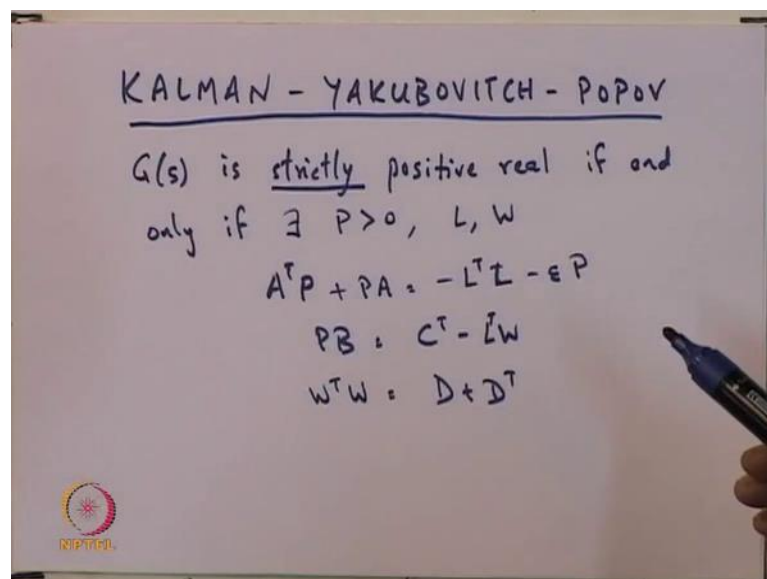 KALMAN - YAKUBOVITCH - POPOV
G(s) is strictly positive real if and
only if ∃ P>0, L, W
AᵀP + PA = -LᵀL - εP
PB = Cᵀ - LᵀW
WᵀW = D + Dᵀ
NPTEL